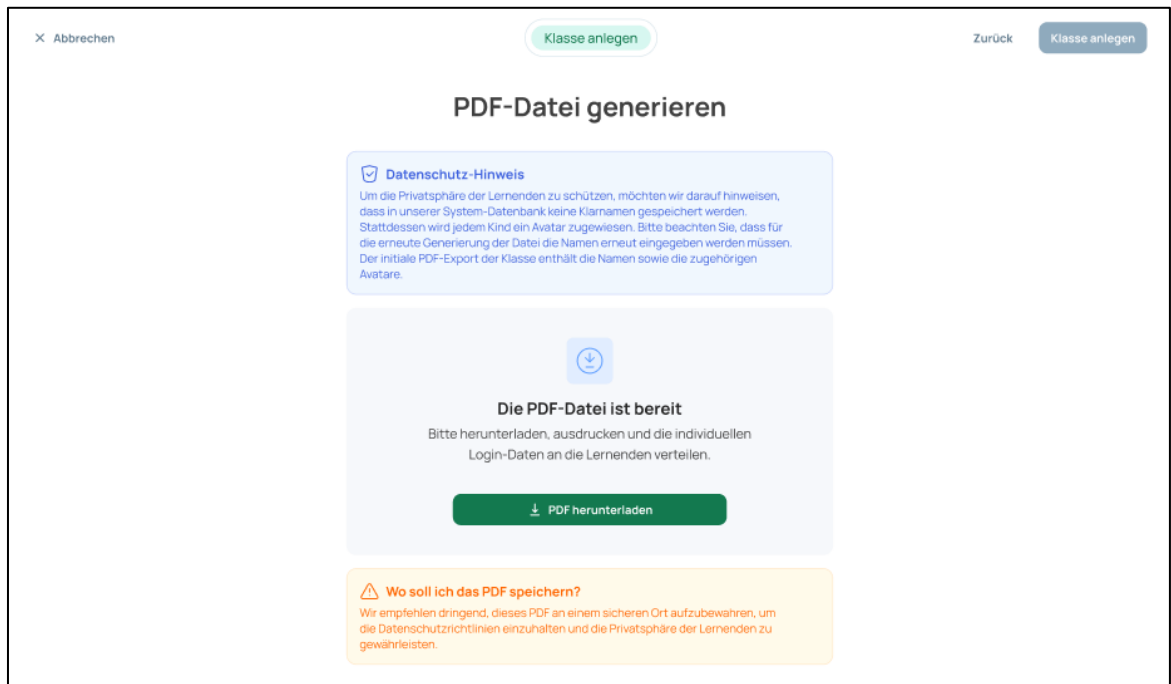 Abbrechen
Klasse anlegen
Zurück
Klasse anlegen
PDF-Datei generieren
Datenschutz-Hinweis
Um die Privatsphäre der Lernenden zu schützen, möchten wir darauf hinweisen,
dass in unserer System-Datenbank keine Klarnamen gespeichert werden.
Stattdessen wird jedem Kind ein Avatar zugewiesen. Bitte beachten Sie, dass für
die erneute Generierung der Datei die Namen erneut eingegeben werden müssen.
Der initiale PDF-Export der Klasse enthält die Namen sowie die zugehörigen
Avatare.
Die PDF-Datei ist bereit
Bitte herunterladen, ausdrucken und die individuellen
Login-Daten an die Lernenden verteilen.
PDF herunterladen
Wo soll ich das PDF speichern?
Wir empfehlen dringend, dieses PDF an einem sicheren Ort aufzubewahren, um
die Datenschutzrichtlinien einzuhalten und die Privatsphäre der Lernenden zu
gewährleisten.